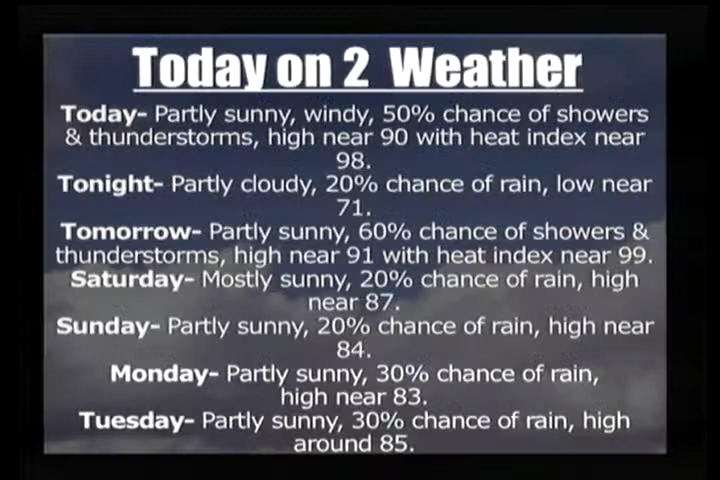 Today on 2 Weather
Today- Partly sunny, windy, 50% chance of showers
& thunderstorms, high near 90 with heat index near
98.
Tonight- Partly cloudy, 20% chance of rain, low near
71.
Tomorrow- Partly sunny, 60% chance of showers &
thunderstorms, high near 91 with heat index near 99.
Saturday- Mostly sunny, 20% chance of rain, high
near 87.
Sunday- Partly sunny, 20% chance of rain, high near
84.
Monday- Partly sunny, 30% chance of rain,
high near 83.
Tuesday- Partly sunny, 30% chance of rain, high
around 85.